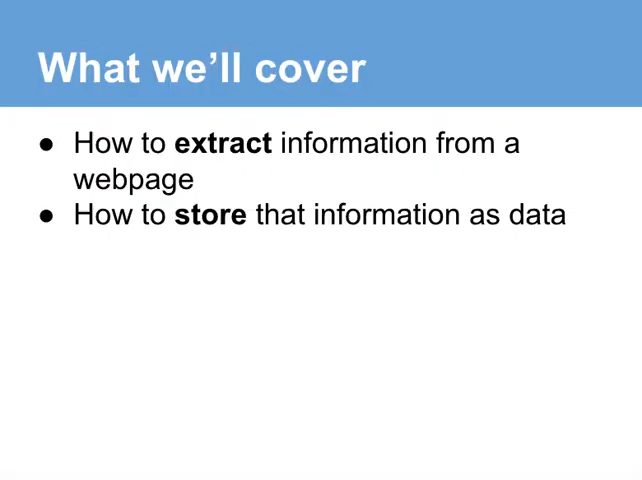 What we’ll cover
● How to extract information from a
webpage
● How to store that information as data